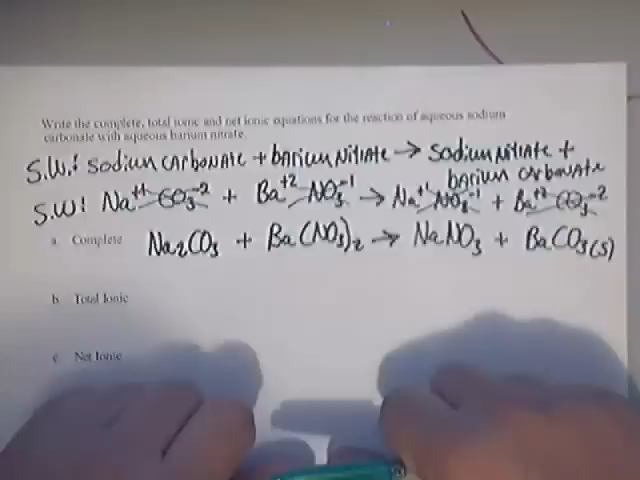 Write the complete, total ionic and net ionic equations for the reaction of aqueous sodium
carbonate with aqueous barium nitrate.
S.W: Sodium carbonate + barium Nitrate → sodium Nitrate +
barium carbonate
S.W: Na⁺¹ CO₃⁻² + Ba⁺² NO₃⁻¹ → Na⁺¹ NO₃⁻¹ + Ba⁺² CO₃⁻²
a. Complete Na₂CO₃ + Ba(NO₃)₂ → NaNO₃ + BaCO₃(s)
b. Total Ionic
c. Net Ionic